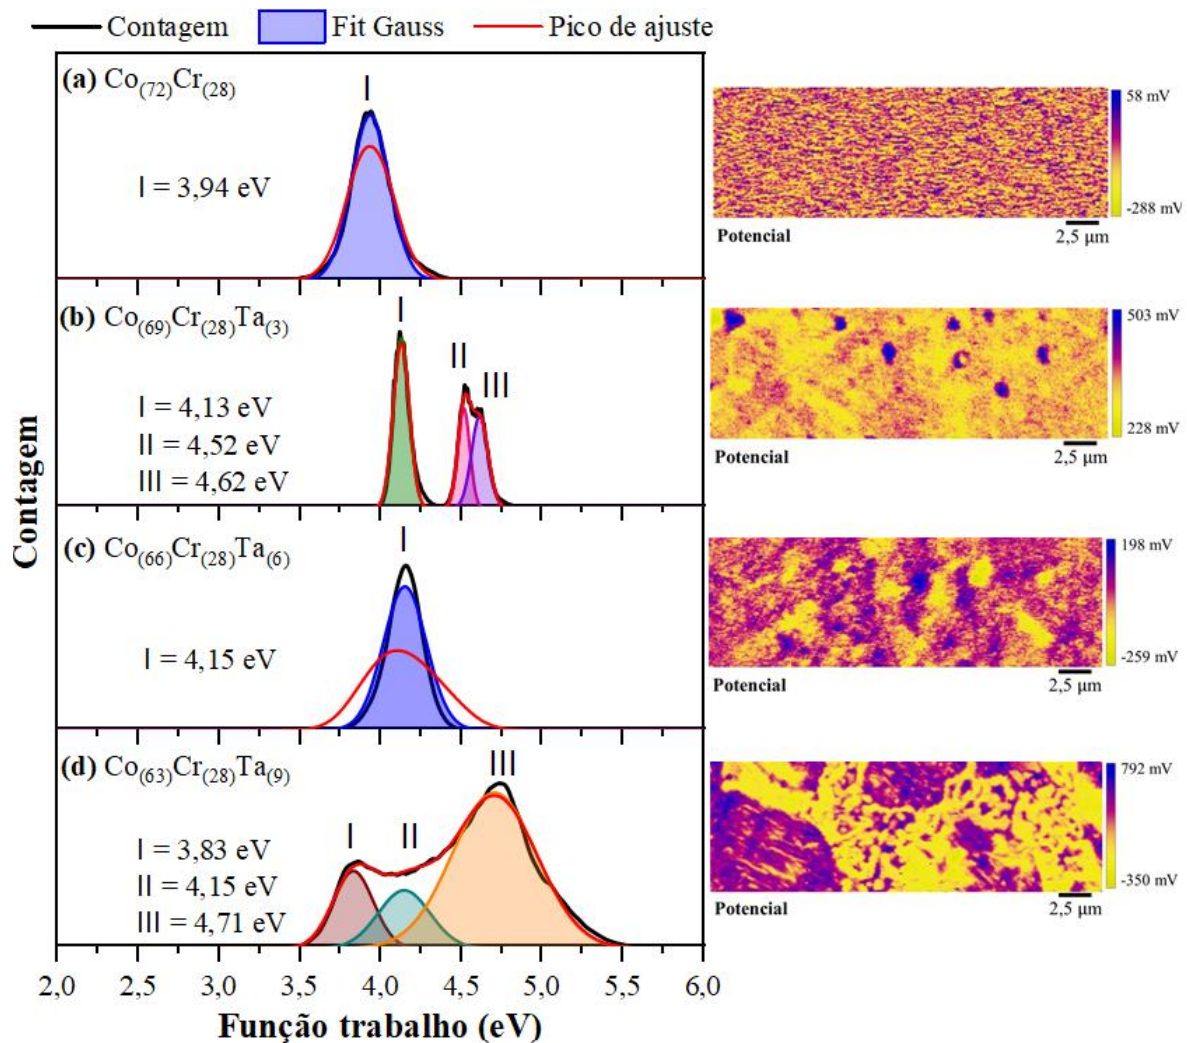 Contagem Fit Gauss Pico de ajuste
(a) Co(72)Cr(28)
I
I = 3,94 eV
58 mV
-288 mV
Potencial
2,5 µm
(b) Co(69)Cr(28)Ta(3)
I
II
III
I = 4,13 eV
II = 4,52 eV
III = 4,62 eV
503 mV
228 mV
Potencial
2,5 µm
(c) Co(66)Cr(28)Ta(6)
I
I = 4,15 eV
198 mV
-259 mV
Potencial
2,5 µm
(d) Co(63)Cr(28)Ta(9)
I
II
III
I = 3,83 eV
II = 4,15 eV
III = 4,71 eV
792 mV
-350 mV
Potencial
2,5 µm
Contagem
2,0 2,5 3,0 3,5 4,0 4,5 5,0 5,5 6,0
Função trabalho (eV)